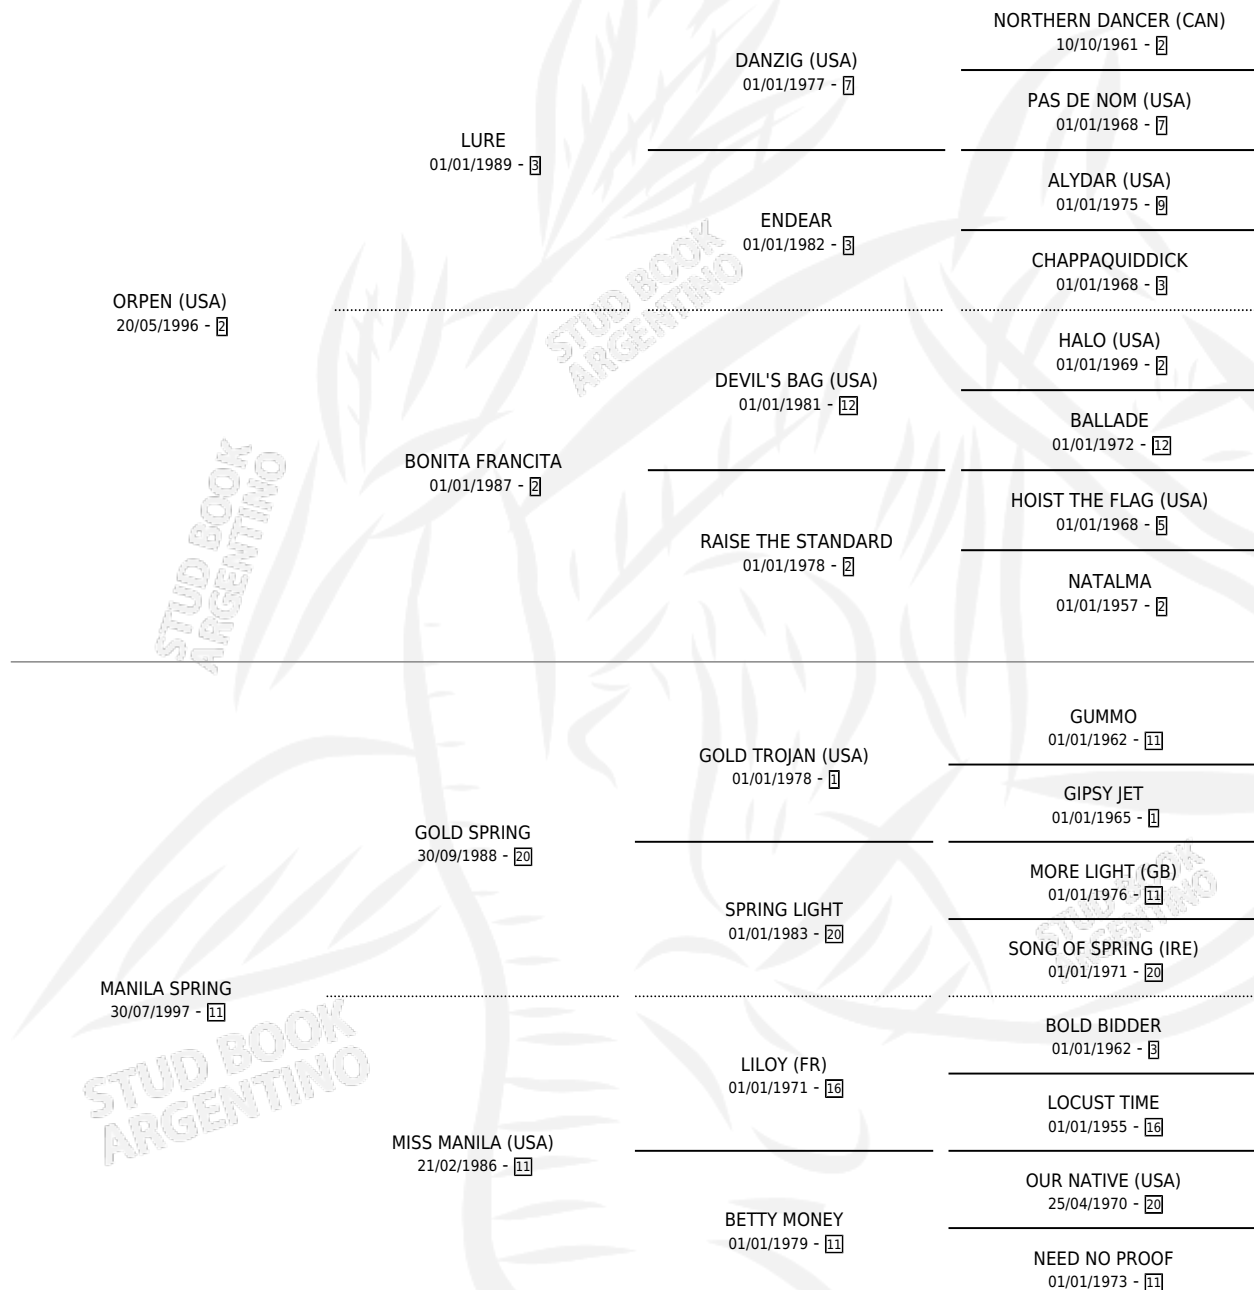 NORTHERN DANCER (CAN)
10/10/1961 - 2
DANZIG (USA)
01/01/1977 - 7
PAS DE NOM (USA)
01/01/1968 - 7
LURE
01/01/1989 - 3
ALYDAR (USA)
01/01/1975 - 9
ENDEAR
01/01/1982 - 3
CHAPPAQUIDDICK
01/01/1968 - 3
ORPEN (USA)
20/05/1996 - 2
STUD BOOK
ARGENTINO
HALO (USA)
01/01/1969 - 2
DEVIL'S BAG (USA)
01/01/1981 - 12
BALLADE
01/01/1972 - 12
BONITA FRANCITA
01/01/1987 - 2
HOIST THE FLAG (USA)
01/01/1968 - 5
RAISE THE STANDARD
01/01/1978 - 2
NATALMA
01/01/1957 - 2
STUD BOOK
ARGENTINO
GUMMO
01/01/1962 - 11
GOLD TROJAN (USA)
01/01/1978 - 1
GIPSY JET
01/01/1965 - 1
GOLD SPRING
30/09/1988 - 20
MORE LIGHT (GB)
01/01/1976 - 11
SPRING LIGHT
01/01/1983 - 20
SONG OF SPRING (IRE)
01/01/1971 - 20
STUD BOOK
ARGENTINO
MANILA SPRING
30/07/1997 - 11
BOLD BIDDER
01/01/1962 - 3
LILOY (FR)
01/01/1971 - 16
LOCUST TIME
01/01/1955 - 16
STUD BOOK
ARGENTINO
MISS MANILA (USA)
21/02/1986 - 11
OUR NATIVE (USA)
25/04/1970 - 20
BETTY MONEY
01/01/1979 - 11
NEED NO PROOF
01/01/1973 - 11